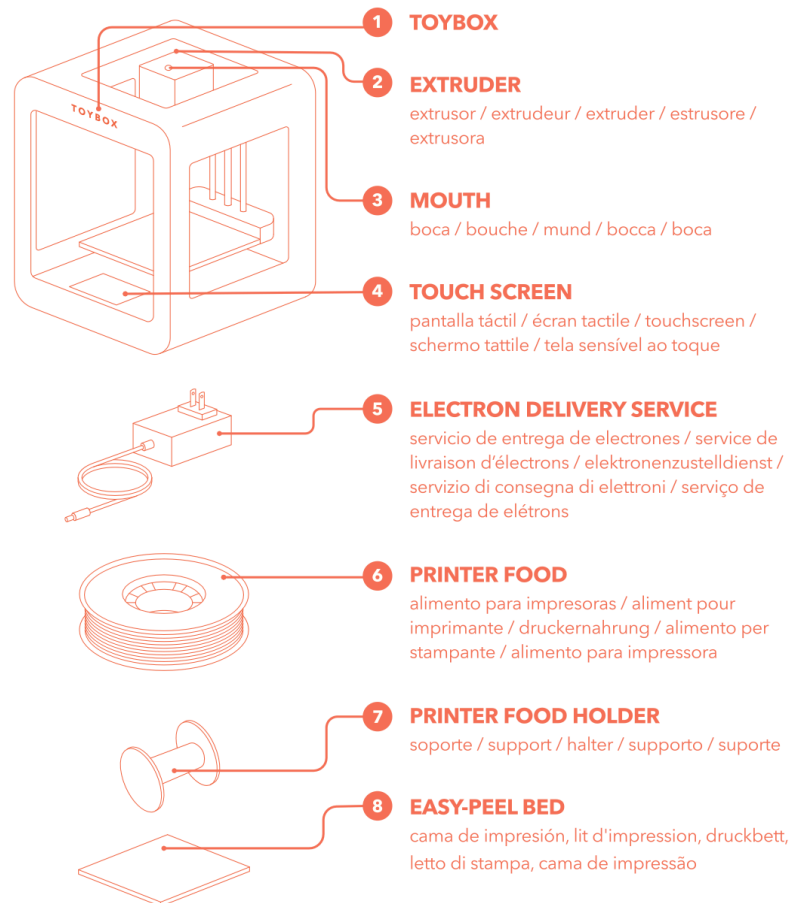 1 TOYBOX
2 EXTRUDER
extrusor / extrudeur / extruder / estrusore /
extrusora
TOYBOX
3 MOUTH
boca / bouche / mund / bocca / boca
4 TOUCH SCREEN
pantalla táctil / écran tactile / touchscreen /
schermo tattile / tela sensível ao toque
5 ELECTRON DELIVERY SERVICE
servicio de entrega de electrones / service de
livraison d’électrons / elektronenzustelldienst /
servizio di consegna di elettroni / serviço de
entrega de elétrons
6 PRINTER FOOD
alimento para impresoras / aliment pour
imprimante / druckernahrung / alimento per
stampante / alimento para impressora
7 PRINTER FOOD HOLDER
soporte / support / halter / supporto / suporte
8 EASY-PEEL BED
cama de impresión, lit d'impression, druckbett,
letto di stampa, cama de impressão